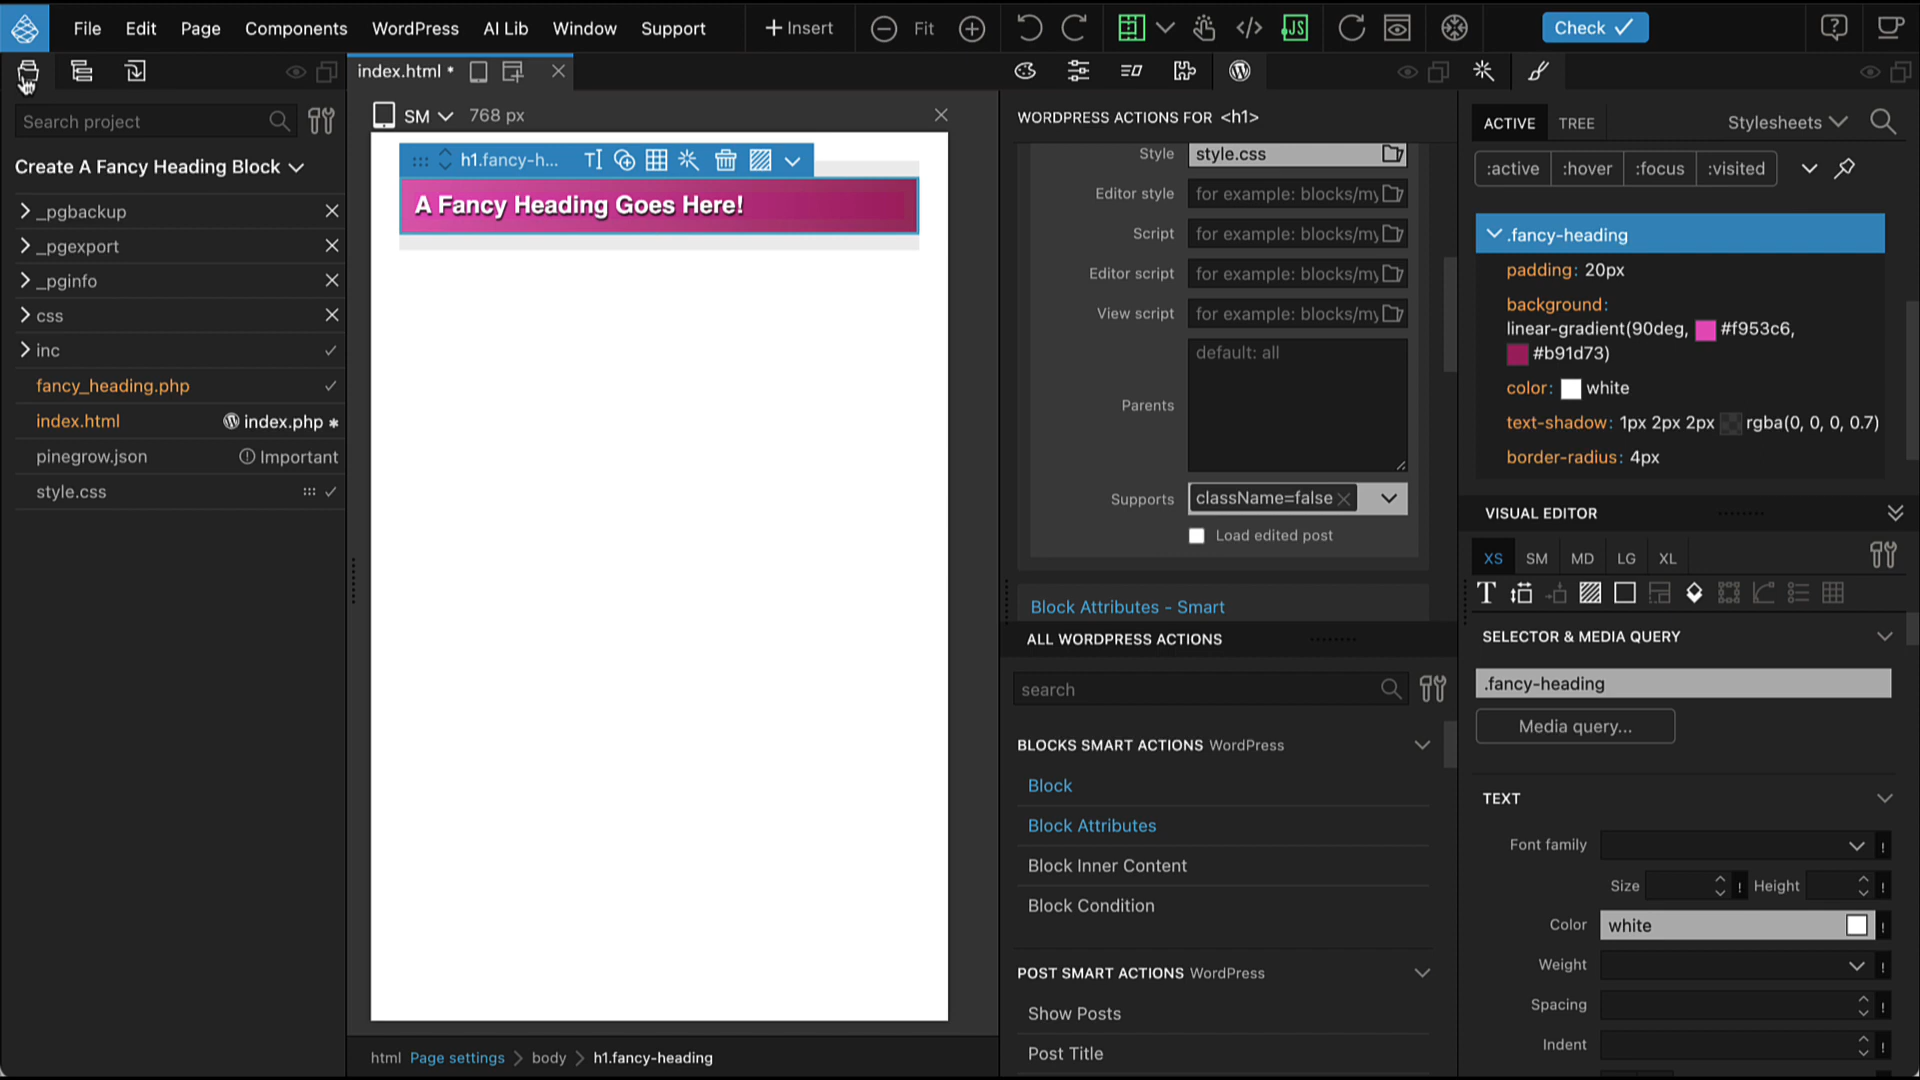 File Edit Page Components WordPress AI Lib Window Support + Insert Fit </> JS Check
index.html *
Search project
SM 768 px
Create A Fancy Heading Block
_pgbackup
_pgexport
_pginfo
css
inc
fancy_heading.php
index.html index.php *
pinegrow.json Important
style.css
h1.fancy-h...
A Fancy Heading Goes Here!
html Page settings > body > h1.fancy-heading
WORDPRESS ACTIONS FOR <h1>
Style style.css
Editor style for example: blocks/my
Script for example: blocks/my
Editor script for example: blocks/my
View script for example: blocks/my
Parents default: all
Supports className=false
Load edited post
Block Attributes - Smart
ALL WORDPRESS ACTIONS
search
BLOCKS SMART ACTIONS WordPress
Block
Block Attributes
Block Inner Content
Block Condition
POST SMART ACTIONS WordPress
Show Posts
Post Title
ACTIVE TREE Stylesheets
:active :hover :focus :visited
.fancy-heading
padding: 20px
background:
linear-gradient(90deg, #f953c6,
#b91d73)
color: white
text-shadow: 1px 2px 2px rgba(0, 0, 0, 0.7)
border-radius: 4px
VISUAL EDITOR
XS SM MD LG XL
SELECTOR & MEDIA QUERY
.fancy-heading
Media query...
TEXT
Font family !
Size ! Height !
Color white !
Weight !
Spacing !
Indent !